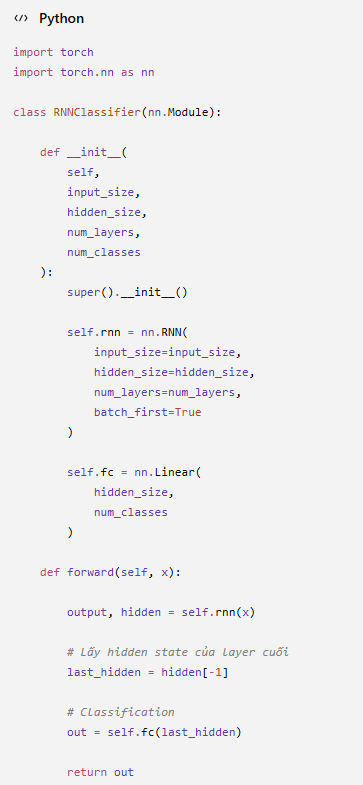 Python
import torch
import torch.nn as nn
class RNNClassifier(nn.Module):
    def __init__(
        self,
        input_size,
        hidden_size,
        num_layers,
        num_classes
    ):
        super().__init__()
        self.rnn = nn.RNN(
            input_size=input_size,
            hidden_size=hidden_size,
            num_layers=num_layers,
            batch_first=True
        )
        self.fc = nn.Linear(
            hidden_size,
            num_classes
        )
    def forward(self, x):
        output, hidden = self.rnn(x)
        # Lấy hidden state của layer cuối
        last_hidden = hidden[-1]
        # Classification
        out = self.fc(last_hidden)
        return out